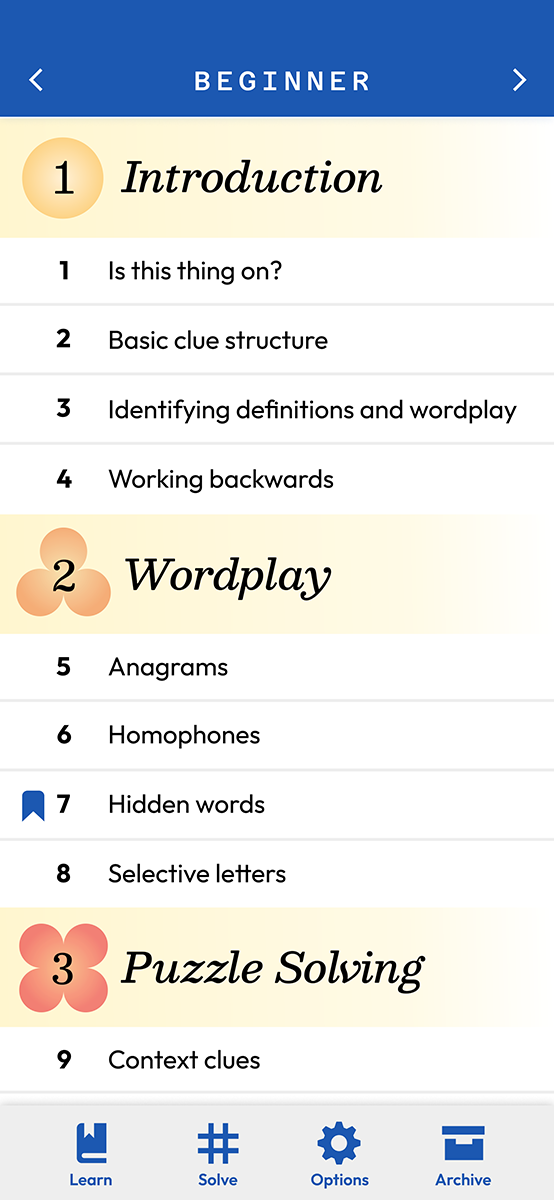 BEGINNER
1 Introduction
1 Is this thing on?
2 Basic clue structure
3 Identifying definitions and wordplay
4 Working backwards
2 Wordplay
5 Anagrams
6 Homophones
7 Hidden words
8 Selective letters
3 Puzzle Solving
9 Context clues
Learn Solve Options Archive